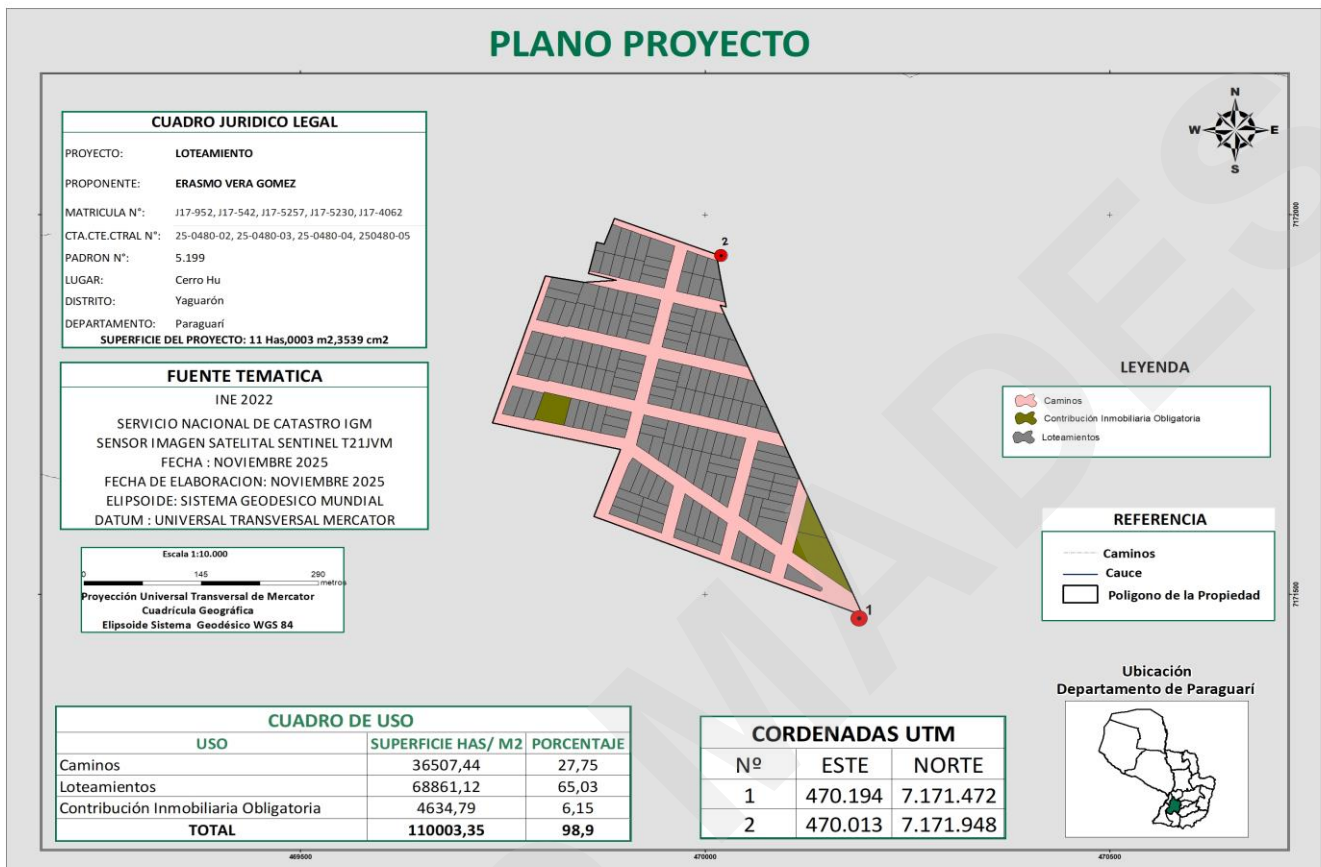 PLANO PROYECTO
N
W E
S
CUADRO JURIDICO LEGAL
PROYECTO: LOTEAMIENTO
PROPONENTE: ERASMO VERA GOMEZ
MATRICULA N°: J17-952, J17-542, J17-5257, J17-5230, J17-4062
CTA.CTE.CTRAL N°: 25-0480-02, 25-0480-03, 25-0480-04, 250480-05
PADRON N°: 5.199
LUGAR: Cerro Hu
DISTRITO: Yaguarón
DEPARTAMENTO: Paraguarí
SUPERFICIE DEL PROYECTO: 11 Has,0003 m2,3539 cm2
FUENTE TEMATICA
INE 2022
SERVICIO NACIONAL DE CATASTRO IGM
SENSOR IMAGEN SATELITAL SENTINEL T21JVM
FECHA : NOVIEMBRE 2025
FECHA DE ELABORACION: NOVIEMBRE 2025
ELIPSOIDE: SISTEMA GEODESICO MUNDIAL
DATUM : UNIVERSAL TRANSVERSAL MERCATOR
Escala 1:10.000
0 145 290
metros
Proyección Universal Transversal de Mercator
Cuadrícula Geográfica
Elipsoide Sistema Geodésico WGS 84
2
1
7172000
7171500
LEYENDA
Caminos
Contribución Inmobiliaria Obligatoria
Loteamientos
REFERENCIA
Caminos
Cauce
Poligono de la Propiedad
Ubicación
Departamento de Paraguarí
CUADRO DE USO
USO SUPERFICIE HAS/ M2 PORCENTAJE
Caminos 36507,44 27,75
Loteamientos 68861,12 65,03
Contribución Inmobiliaria Obligatoria 4634,79 6,15
TOTAL 110003,35 98,9
CORDENADAS UTM
Nº ESTE NORTE
1 470.194 7.171.472
2 470.013 7.171.948
469500 470000 470500
MADES